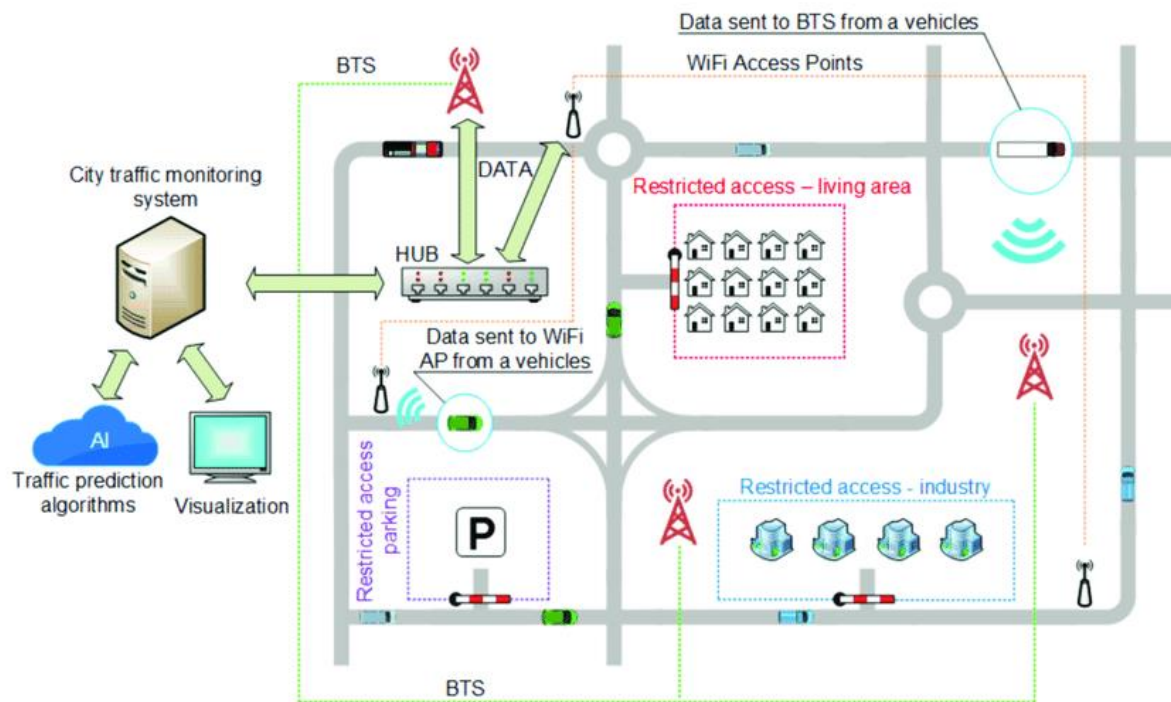 Data sent to BTS from a vehicles
BTS
WiFi Access Points
DATA
City traffic monitoring
system
Restricted access – living area
HUB
Data sent to WiFi
AP from a vehicles
AI
Traffic prediction
algorithms
Visualization
Restricted access
parking
P
Restricted access - industry
BTS